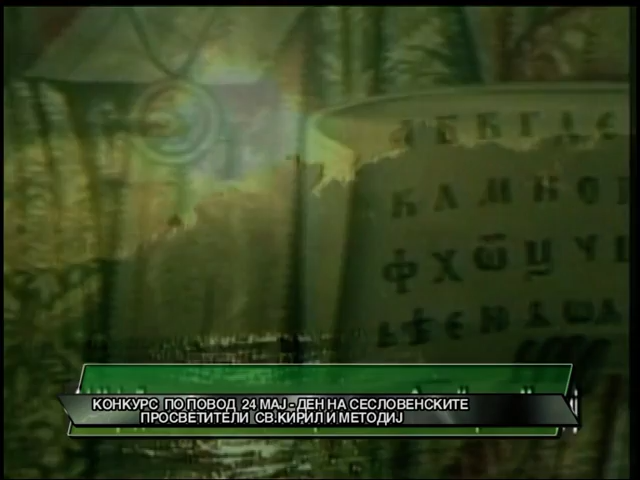 А Б В Г Д Є
К Л М Н О
Ф Х Ѿ Ц Ч
КОНКУРС ПО ПОВОД 24 МАЈ - ДЕН НА СЕСЛОВЕНСКИТЕ
ПРОСВЕТИТЕЛИ СВ.КИРИЛ И МЕТОДИЈ